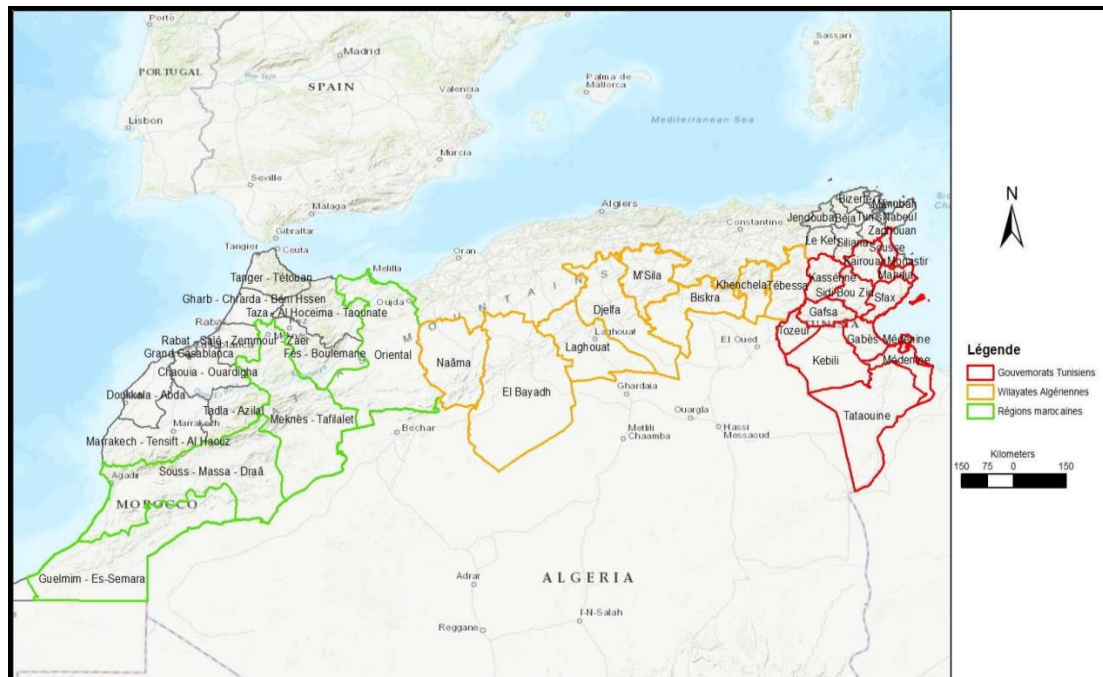 Porto
Madrid
PORTUGAL
SPAIN
Lisbon
Valencia
Palma de
Mallorca
Sassari
Mediterranean Sea
Murcia
Seville
Málaga
Gibraltar
Ceuta
Tangier
Algiers
Constantine
Oran
Melilla
Oujda
Bizerte
Manubah
Jendouba
Béja
Tunis
Nabeul
Zaghouan
Le Kef
Siliana
Sousse
Kairouan
Monastir
Mahdia
Kasserine
Sidi Bou Zid
Sfax
Gafsa
Tozeur
Gabès
Médenine
Kebili
Médenine
Tataouine
Tanger - Tétouan
Gharb - Chrarda - Béni Hssen
Taza - Al Hoceima - Taounate
Rabat
Rabat - Salé - Zemmour - Zaer
Grand Casablanca
Fès - Boulemane
Oriental
Chaouia - Ouardigha
Doukkala - Abda
Tadla - Azilal
Meknès - Tafilalet
Marrakech
Marrakech - Tensift - Al Haouz
Agadir
Souss - Massa - Draâ
MOROCCO
Guelmim - Es-Semara
MOUNTAINS
M'Sila
Khenchela
Tébessa
Biskra
Djelfa
Laghouat
Laghouat
Naâma
El Bayadh
El Oued
Ghardaia
Ouargla
Metlili
Chaamba
Hassi
Messaoud
Bechar
ALGERIA
Adrar
I-N-Salah
Reggane
N
Légende
Gouvernorats Tunisiens
Wilayates Algériennes
Régions marocaines
Kilometers
150 75 0 150